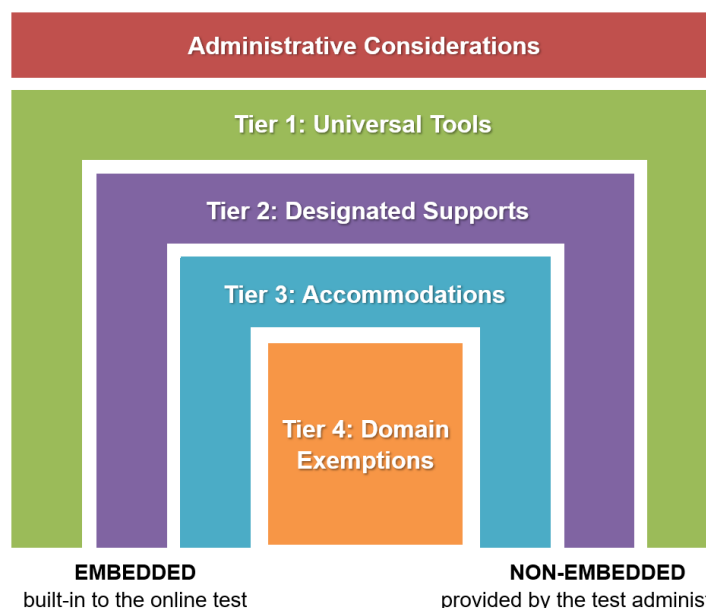 Administrative Considerations
Tier 1: Universal Tools
Tier 2: Designated Supports
Tier 3: Accommodations
Tier 4: Domain
Exemptions
EMBEDDED
built-in to the online test
NON-EMBEDDED
provided by the test